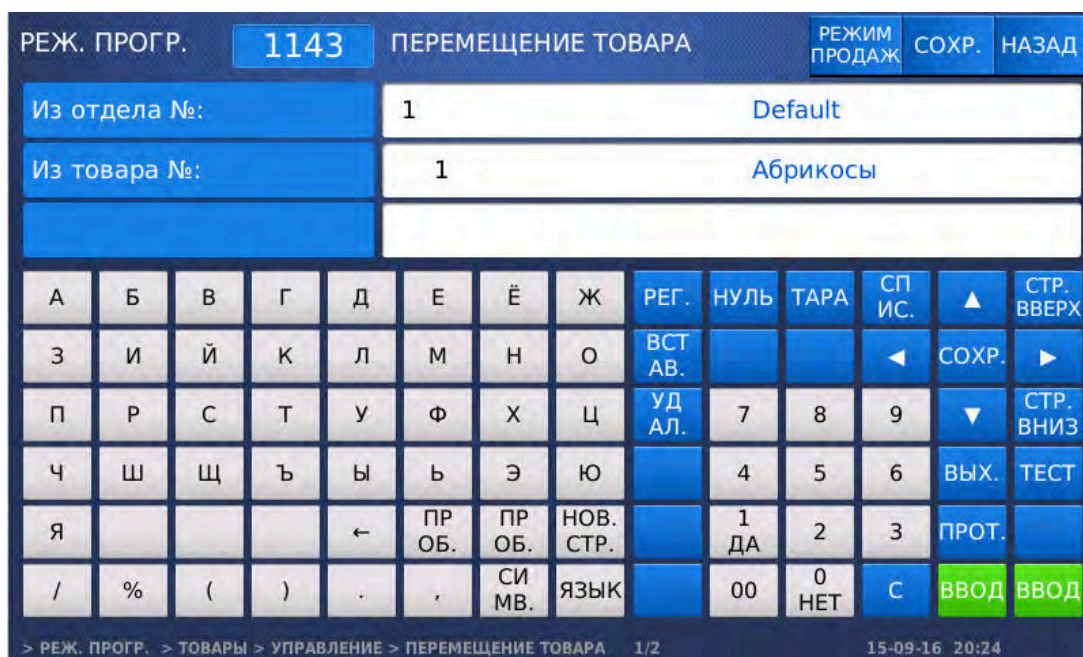 РЕЖ. ПРОГР. 1143 ПЕРЕМЕЩЕНИЕ ТОВАРА РЕЖИМ ПРОДАЖ СОХР. НАЗАД
Из отдела №: 1 Default
Из товара №: 1 Абрикосы
А Б В Г Д Е Ё Ж РЕГ. НУЛЬ ТАРА СП ИС. ▲ СТР. ВВЕРХ
З И Й К Л М Н О ВСТ АВ. ◀ СОХР. ▶
П Р С Т У Ф Х Ц УД АЛ. 7 8 9 ▼ СТР. ВНИЗ
Ч Ш Щ Ъ Ы Ь Э Ю 4 5 6 ВЫХ. ТЕСТ
Я ← ПР ОБ. ПР ОБ. НОВ. СТР. 1 ДА 2 3 ПРОТ.
/ % ( ) . , СИ МВ. ЯЗЫК 00 0 НЕТ С ВВОД ВВОД
> РЕЖ. ПРОГР. > ТОВАРЫ > УПРАВЛЕНИЕ > ПЕРЕМЕЩЕНИЕ ТОВАРА 1/2 15-09-16 20:24